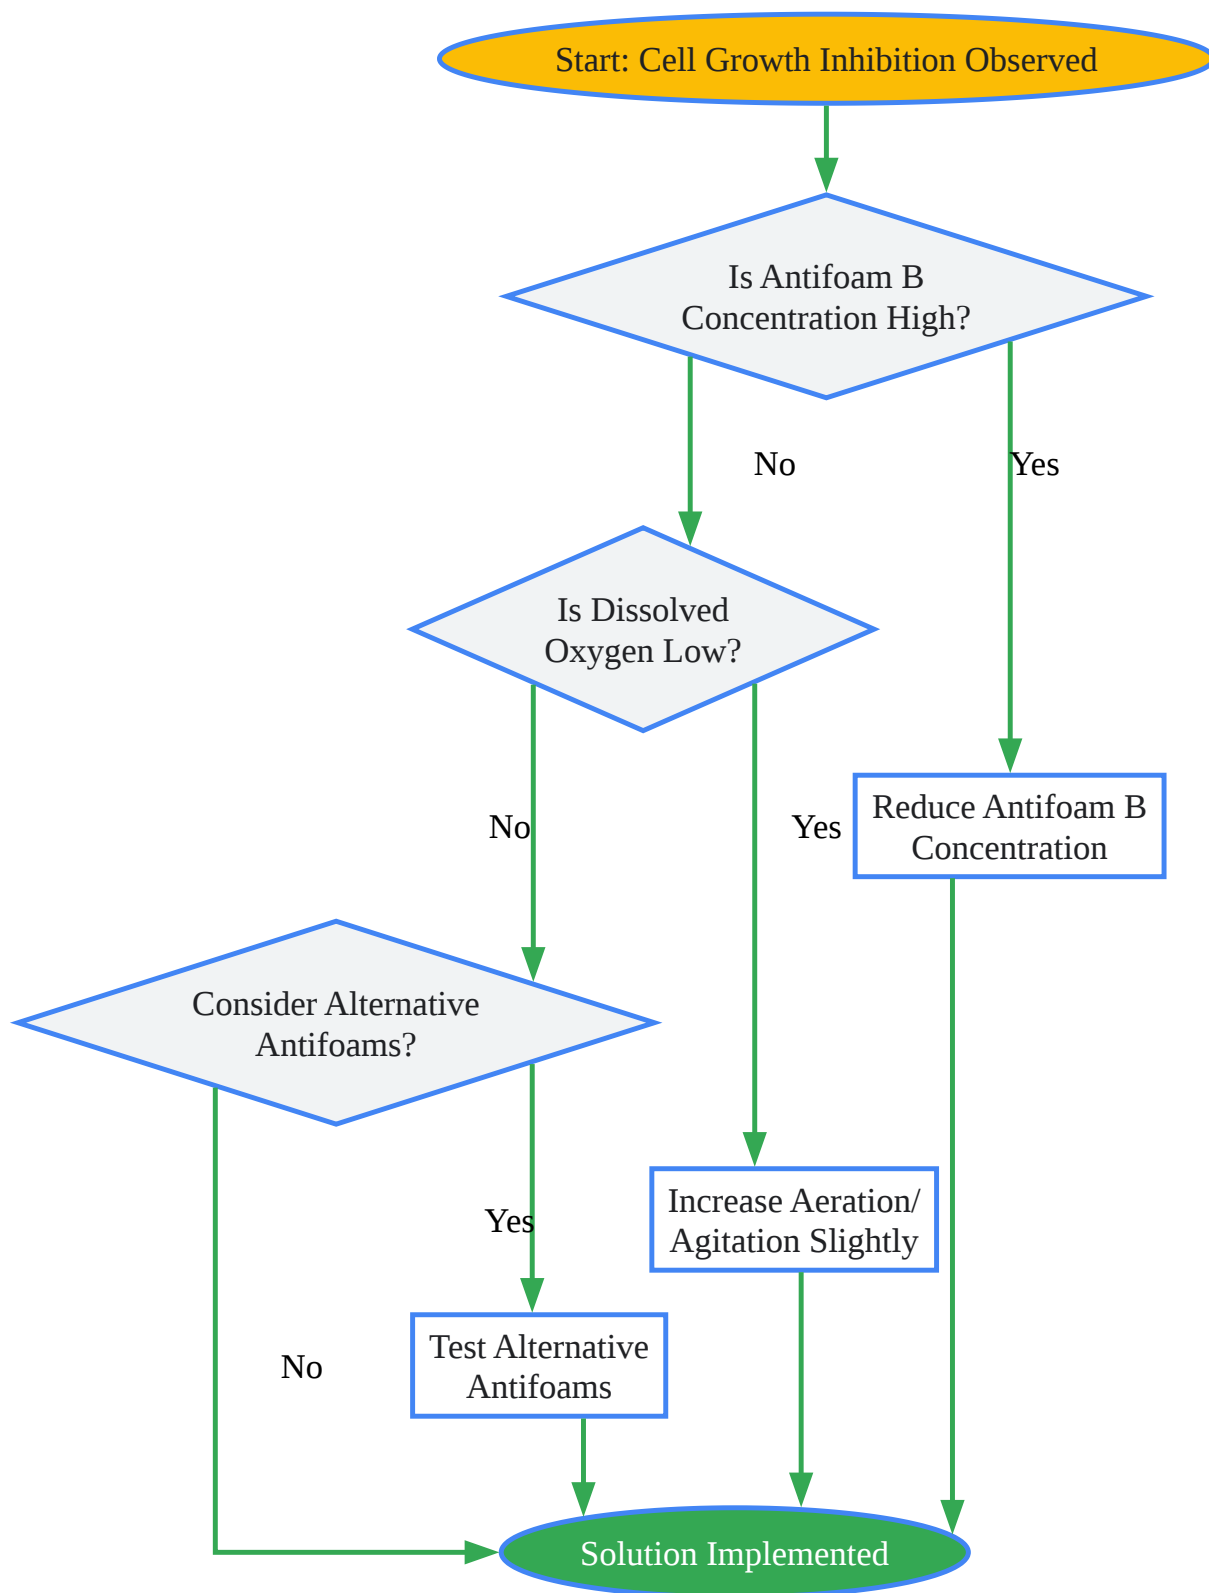 Start: Cell Growth Inhibition Observed
Is Antifoam B
Concentration High?
No
Yes
Is Dissolved
Oxygen Low?
No
Yes
Reduce Antifoam B
Concentration
Consider Alternative
Antifoams?
Yes
Increase Aeration/
Agitation Slightly
No
Test Alternative
Antifoams
Solution Implemented